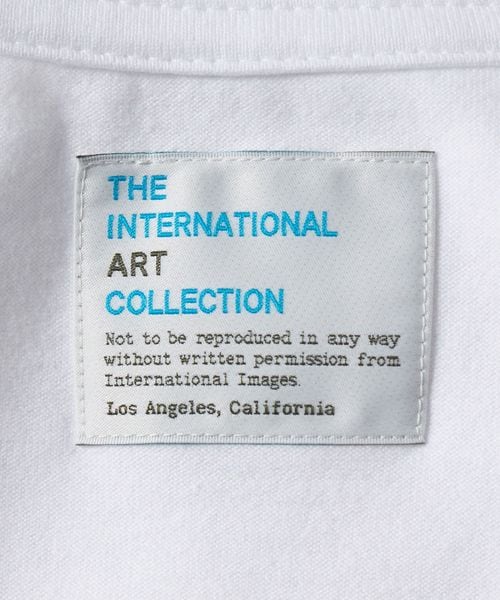 THE
INTERNATIONAL
ART
COLLECTION
Not to be reproduced in any way
without written permission from
International Images.
Los Angeles, California